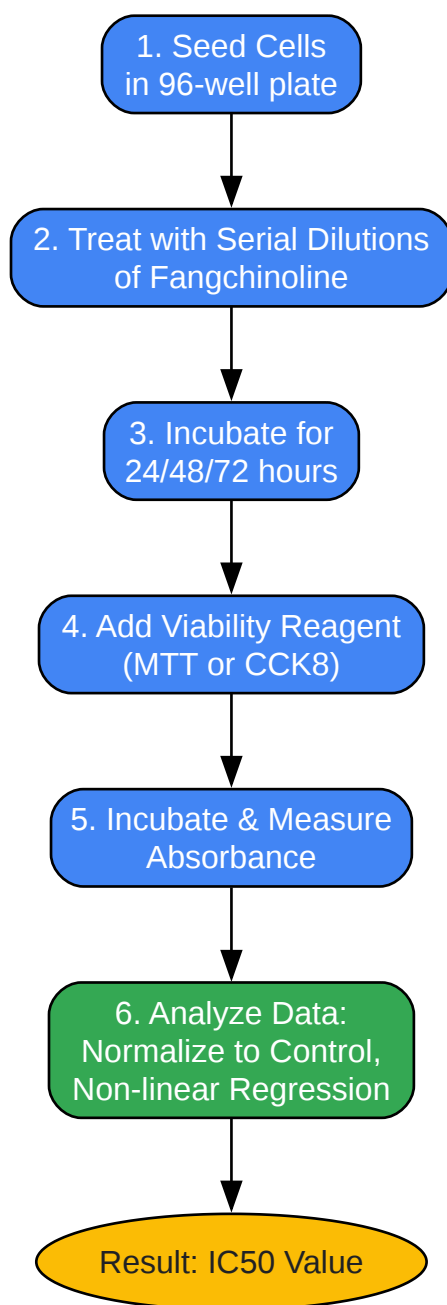 1. Seed Cells
in 96-well plate
2. Treat with Serial Dilutions
of Fangchinoline
3. Incubate for
24/48/72 hours
4. Add Viability Reagent
(MTT or CCK8)
5. Incubate & Measure
Absorbance
6. Analyze Data:
Normalize to Control,
Non-linear Regression
Result: IC50 Value